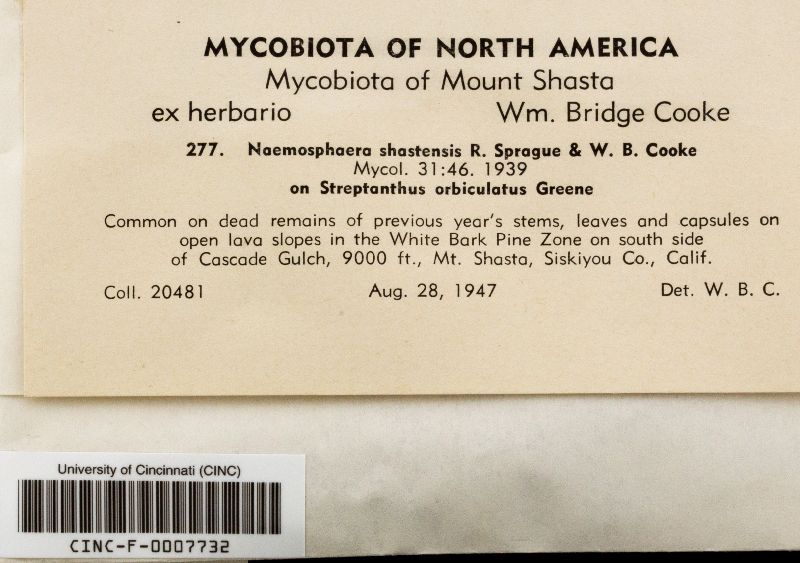 MYCOBIOTA OF NORTH AMERICA
Mycobiota of Mount Shasta
ex herbario Wm. Bridge Cooke
277. Naemosphaera shastensis R. Sprague & W. B. Cooke
Mycol. 31:46. 1939
on Streptanthus orbiculatus Greene
Common on dead remains of previous year's stems, leaves and capsules on
open lava slopes in the White Bark Pine Zone on south side
of Cascade Gulch, 9000 ft., Mt. Shasta, Siskiyou Co., Calif.
Coll. 20481 Aug. 28, 1947 Det. W. B. C.
University of Cincinnati (CINC)
CINC-F-0007732